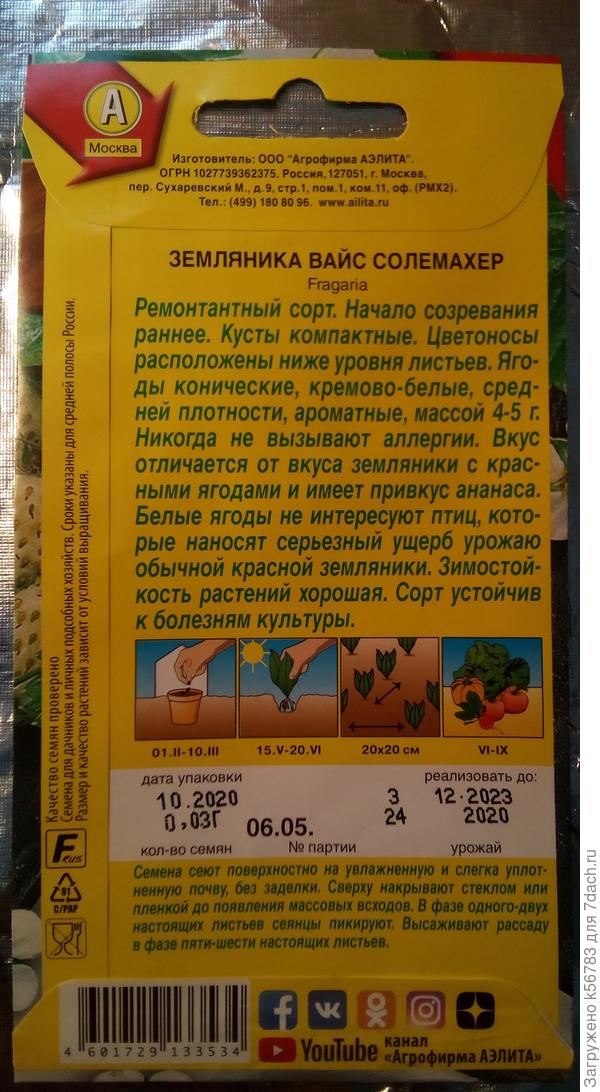 А
Москва
Изготовитель: ООО "Агрофирма АЭЛИТА".
ОГРН 1027739362375. Россия,127051, г. Москва,
пер. Сухаревский М., д.9, стр.1, пом.1, ком.11, оф. (РМХ2).
Тел.: (499) 180 80 96. www.ailita.ru
ЗЕМЛЯНИКА ВАЙС СОЛЕМАХЕР
Fragaria
Ремонтантный сорт. Начало созревания
раннее. Кусты компактные. Цветоносы
расположены ниже уровня листьев. Яго-
ды конические, кремово-белые, сред-
ней плотности, ароматные, массой 4-5 г.
Никогда не вызывают аллергии. Вкус
отличается от вкуса земляники с крас-
ными ягодами и имеет привкус ананаса.
Белые ягоды не интересуют птиц, кото-
рые наносят серьезный ущерб урожаю
обычной красной земляники. Зимостой-
кость растений хорошая. Сорт устойчив
к болезням культуры.
Качество семян проверено
Семена для дачников и личных подсобных хозяйств. Сроки указаны для средней полосы России.
Размер и качество растений зависит от условий выращивания.
01.II-10.III 15.V-20.VI 20x20 см VI-IX
дата упаковки реализовать до:
10.2020 3 12.2023
0,03Г 06.05. 24 2020
кол-во семян № партии урожай
Семена сеют поверхностно на увлажненную и слегка уплот-
ненную почву, без заделки. Сверху накрывают стеклом или
пленкой до появления массовых всходов. В фазе одного-двух
настоящих листьев сеянцы пикируют. Высаживают рассаду
в фазе пяти-шести настоящих листьев.
FRUS
81
C/PAP
4 601729 133534
YouTube канал
«Агрофирма АЭЛИТА»
Загружено k56783 для 7dach.ru